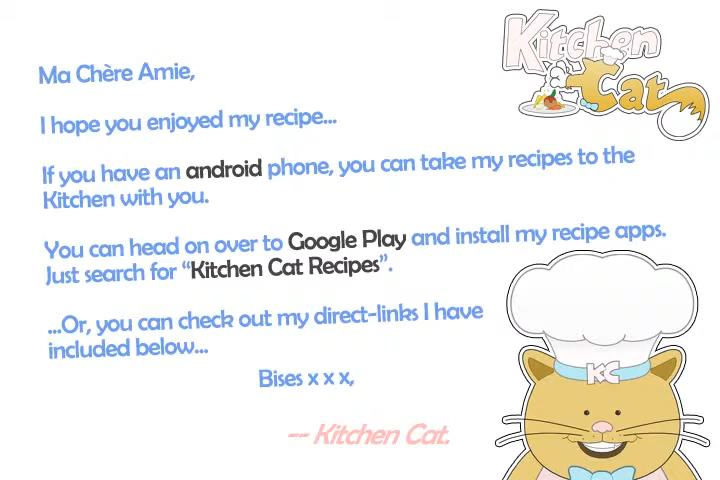 Kitchen
Cat
Ma Chère Amie,
I hope you enjoyed my recipe...
If you have an android phone, you can take my recipes to the
Kitchen with you.
You can head on over to Google Play and install my recipe apps.
Just search for “Kitchen Cat Recipes”.
...Or, you can check out my direct-links I have
included below...
Bises x x x,
-- Kitchen Cat.
KC